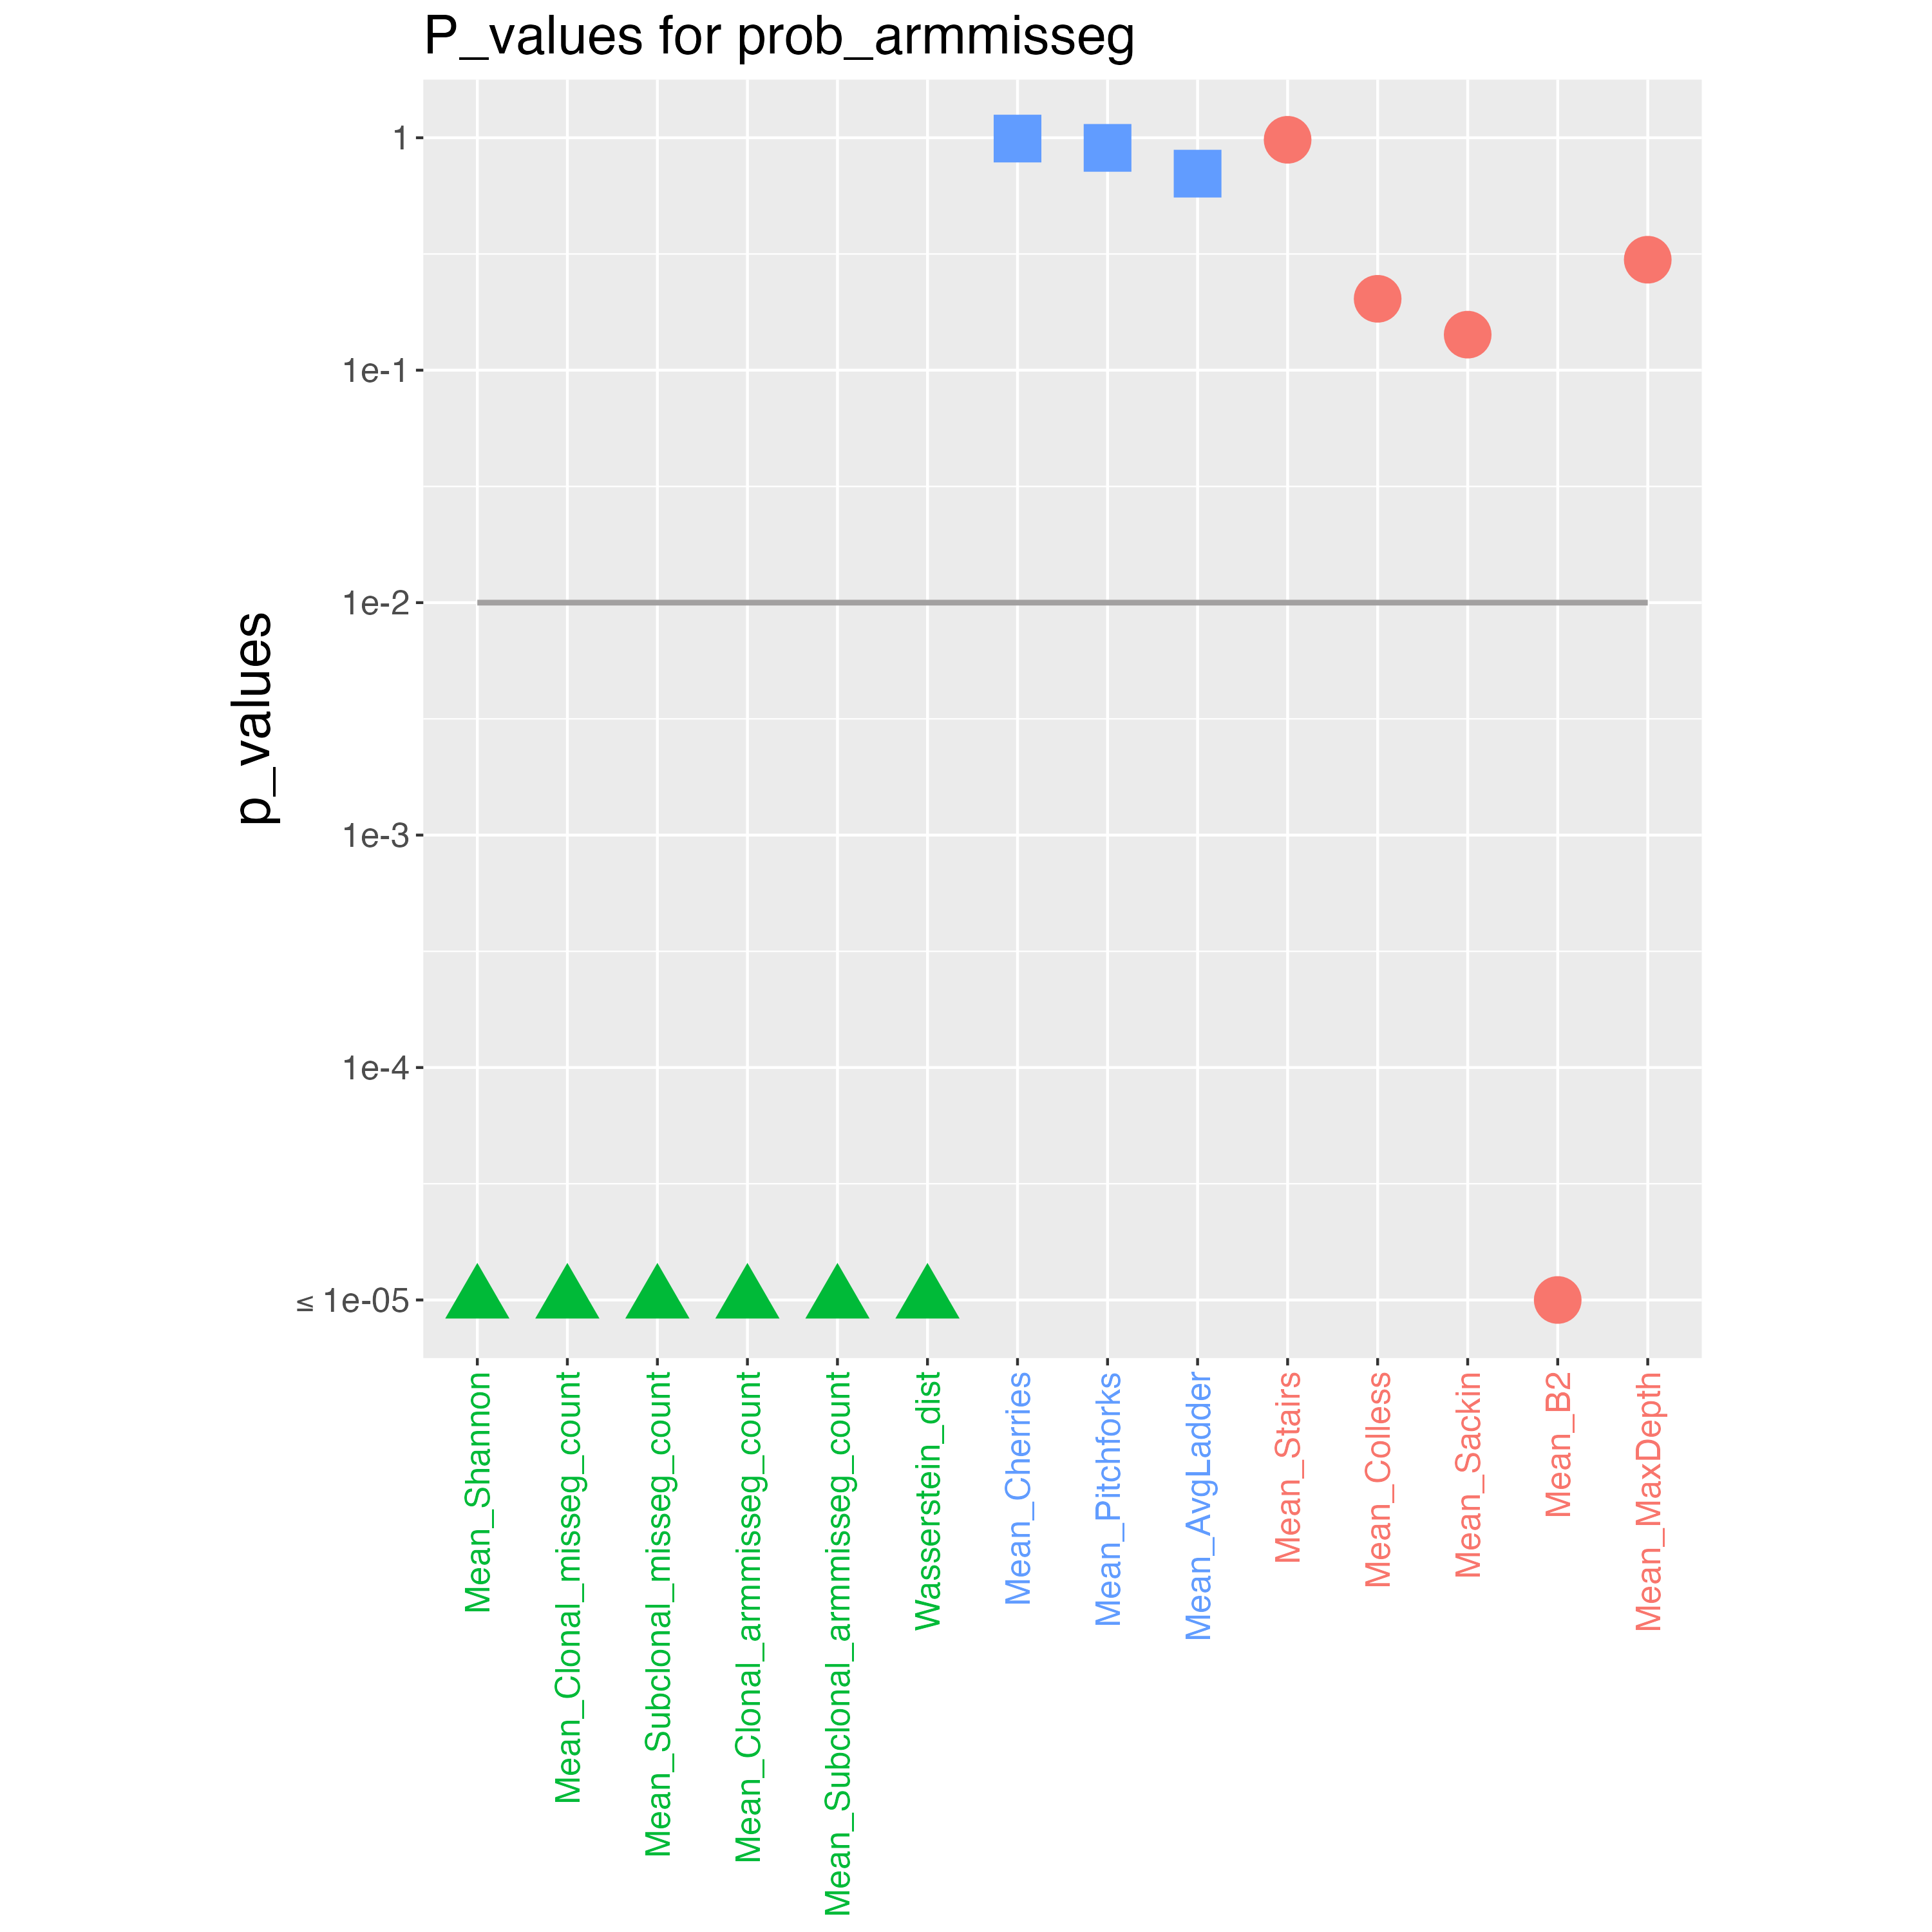 P_values for prob_armmisseg
p_values
1
1e-1
1e-2
1e-3
1e-4
≤ 1e-05
Mean_Shannon
Mean_Clonal_misseg_count
Mean_Subclonal_misseg_count
Mean_Clonal_armmisseg_count
Mean_Subclonal_armmisseg_count
Wasserstein_dist
Mean_Cherries
Mean_Pitchforks
Mean_AvgLadder
Mean_Stairs
Mean_Colless
Mean_Sackin
Mean_B2
Mean_MaxDepth